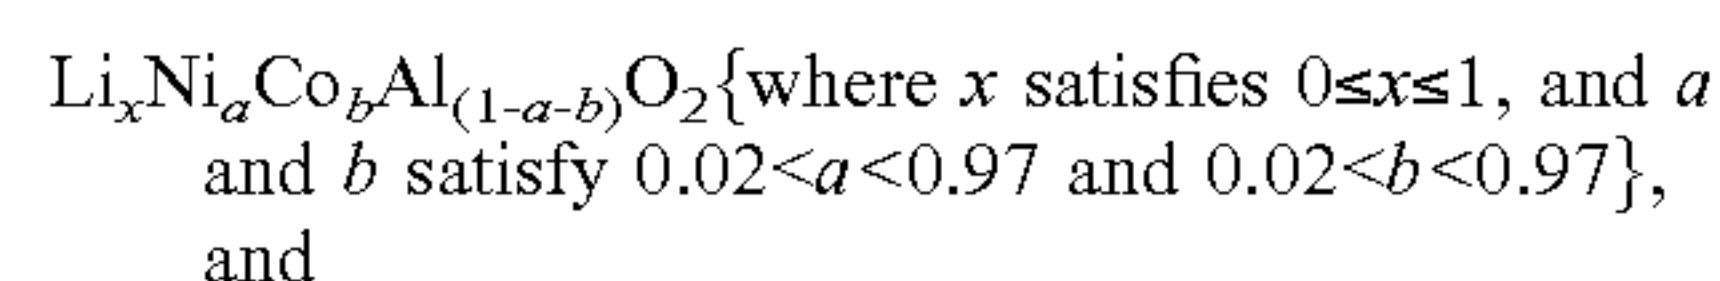 LiₓNiₐCo_bAl₍₁₋ₐ₋b₎O₂{where x satisfies 0≤x≤1, and a
and b satisfy 0.02<a<0.97 and 0.02<b<0.97},
and